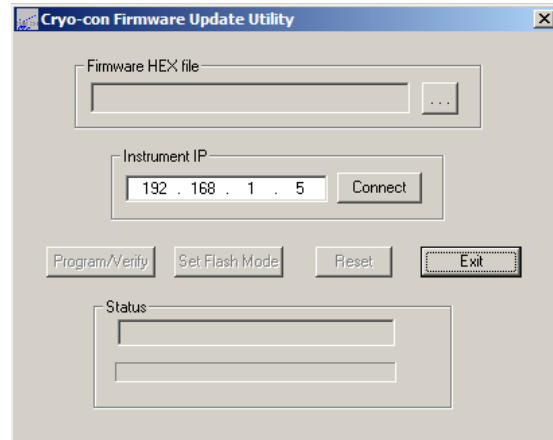 Cryo-con Firmware Update Utility
Firmware HEX file
...
Instrument IP
192 . 168 . 1 . 5 Connect
Program/Verify Set Flash Mode Reset Exit
Status